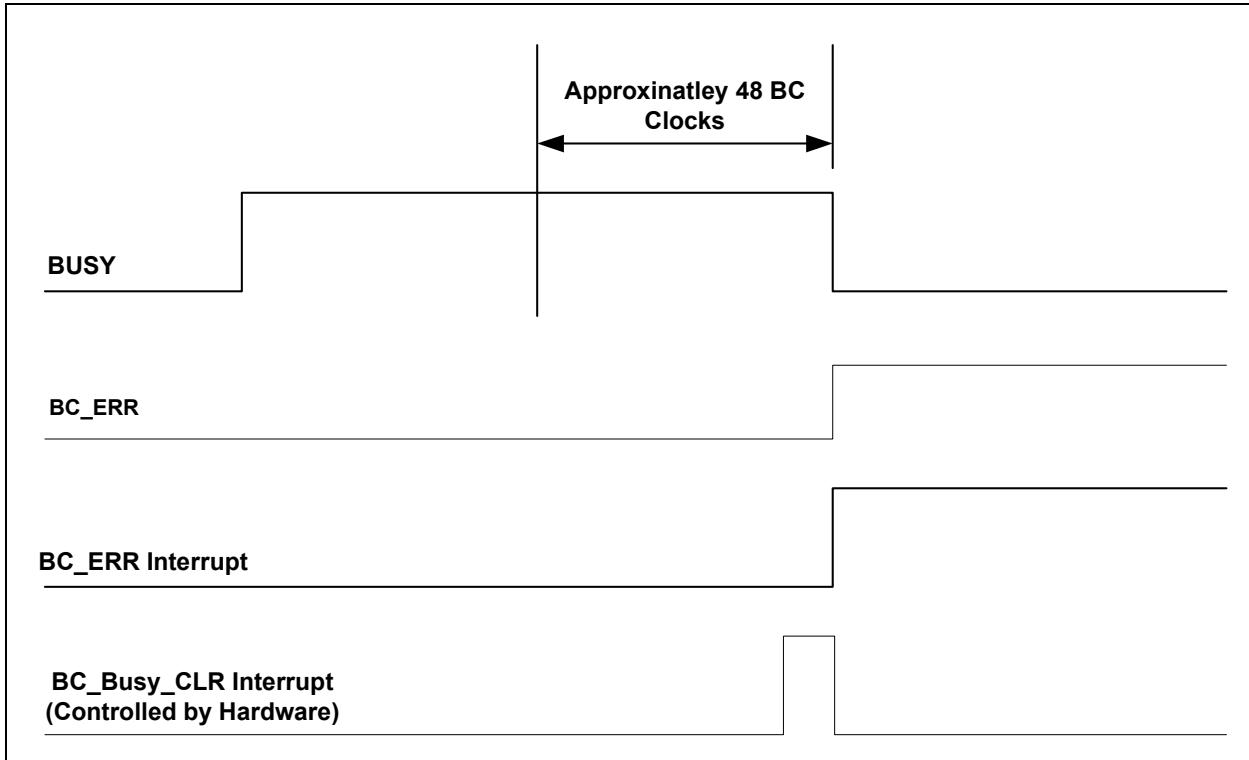 Approxinatley 48 BC
Clocks
BUSY
BC_ERR
BC_ERR Interrupt
BC_Busy_CLR Interrupt
(Controlled by Hardware)